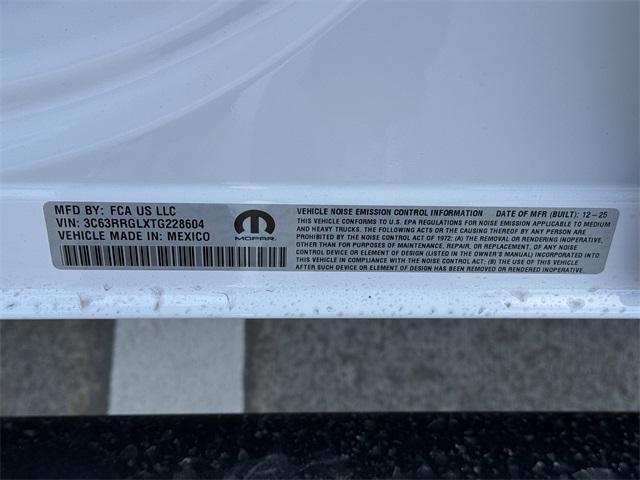 MFD BY: FCA US LLC
VIN: 3C63RRGLXTG228604
VEHICLE MADE IN: MEXICO
MOPAR
VEHICLE NOISE EMISSION CONTROL INFORMATION DATE OF MFR (BUILT): 12-25
THIS VEHICLE CONFORMS TO U.S. EPA REGULATIONS FOR NOISE EMISSION APPLICABLE TO MEDIUM
AND HEAVY TRUCKS. THE FOLLOWING ACTS OR THE CAUSING THEREOF BY ANY PERSON ARE
PROHIBITED BY THE NOISE CONTROL ACT OF 1972: (A) THE REMOVAL OR RENDERING INOPERATIVE,
OTHER THAN FOR PURPOSES OF MAINTENANCE, REPAIR, OR REPLACEMENT, OF ANY NOISE
CONTROL DEVICE OR ELEMENT OF DESIGN (LISTED IN THE OWNER'S MANUAL) INCORPORATED INTO
THIS VEHICLE IN COMPLIANCE WITH THE NOISE CONTROL ACT; (B) THE USE OF THIS VEHICLE
AFTER SUCH DEVICE OR ELEMENT OF DESIGN HAS BEEN REMOVED OR RENDERED INOPERATIVE.